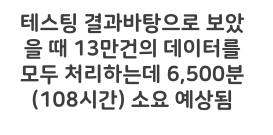 테스팅 결과바탕으로 보았
을 때 13만건의 데이터를
모두 처리하는데 6,500분
(108시간) 소요 예상됨